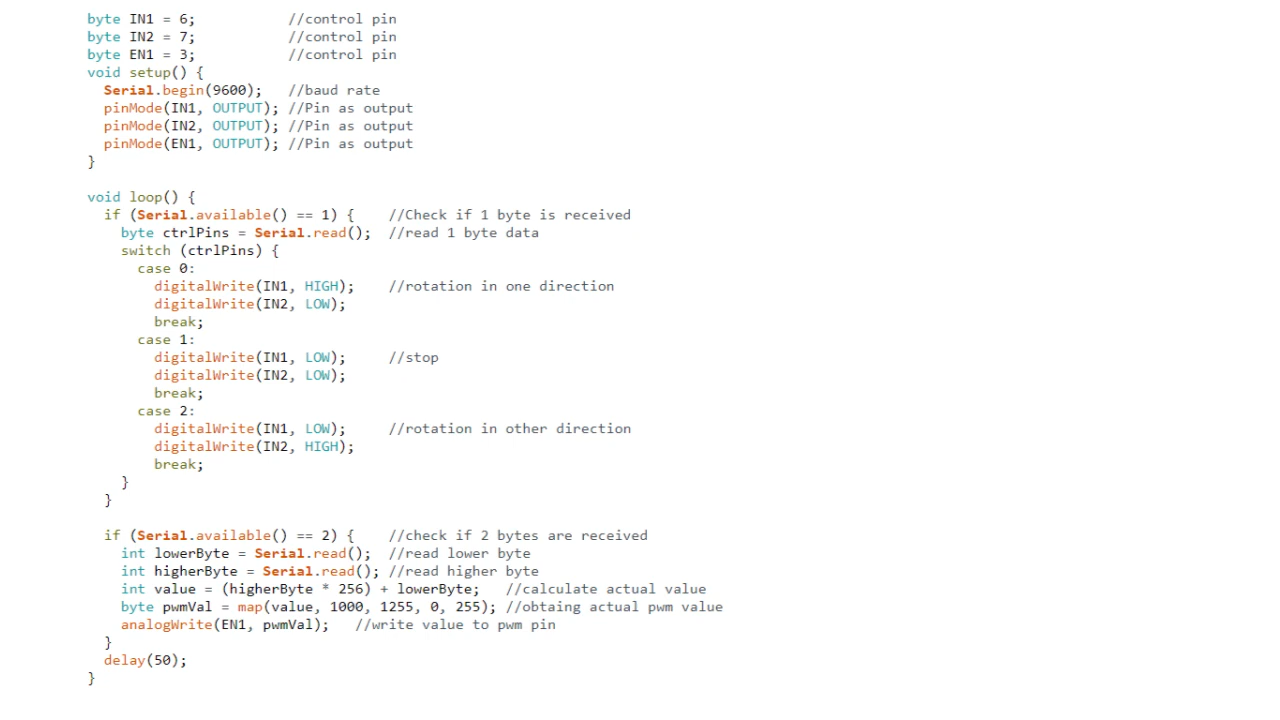 byte IN1 = 6;           //control pin
byte IN2 = 7;           //control pin
byte EN1 = 3;           //control pin
void setup() {
  Serial.begin(9600);   //baud rate
  pinMode(IN1, OUTPUT); //Pin as output
  pinMode(IN2, OUTPUT); //Pin as output
  pinMode(EN1, OUTPUT); //Pin as output
}

void loop() {
  if (Serial.available() == 1) {    //Check if 1 byte is received
    byte ctrlPins = Serial.read();  //read 1 byte data
    switch (ctrlPins) {
      case 0:
        digitalWrite(IN1, HIGH);    //rotation in one direction
        digitalWrite(IN2, LOW);
        break;
      case 1:
        digitalWrite(IN1, LOW);     //stop
        digitalWrite(IN2, LOW);
        break;
      case 2:
        digitalWrite(IN1, LOW);     //rotation in other direction
        digitalWrite(IN2, HIGH);
        break;
    }
  }

  if (Serial.available() == 2) {    //check if 2 bytes are received
    int lowerByte = Serial.read();  //read lower byte
    int higherByte = Serial.read(); //read higher byte
    int value = (higherByte * 256) + lowerByte;   //calculate actual value
    byte pwmVal = map(value, 1000, 1255, 0, 255); //obtaing actual pwm value
    analogWrite(EN1, pwmVal);   //write value to pwm pin
  }
  delay(50);
}